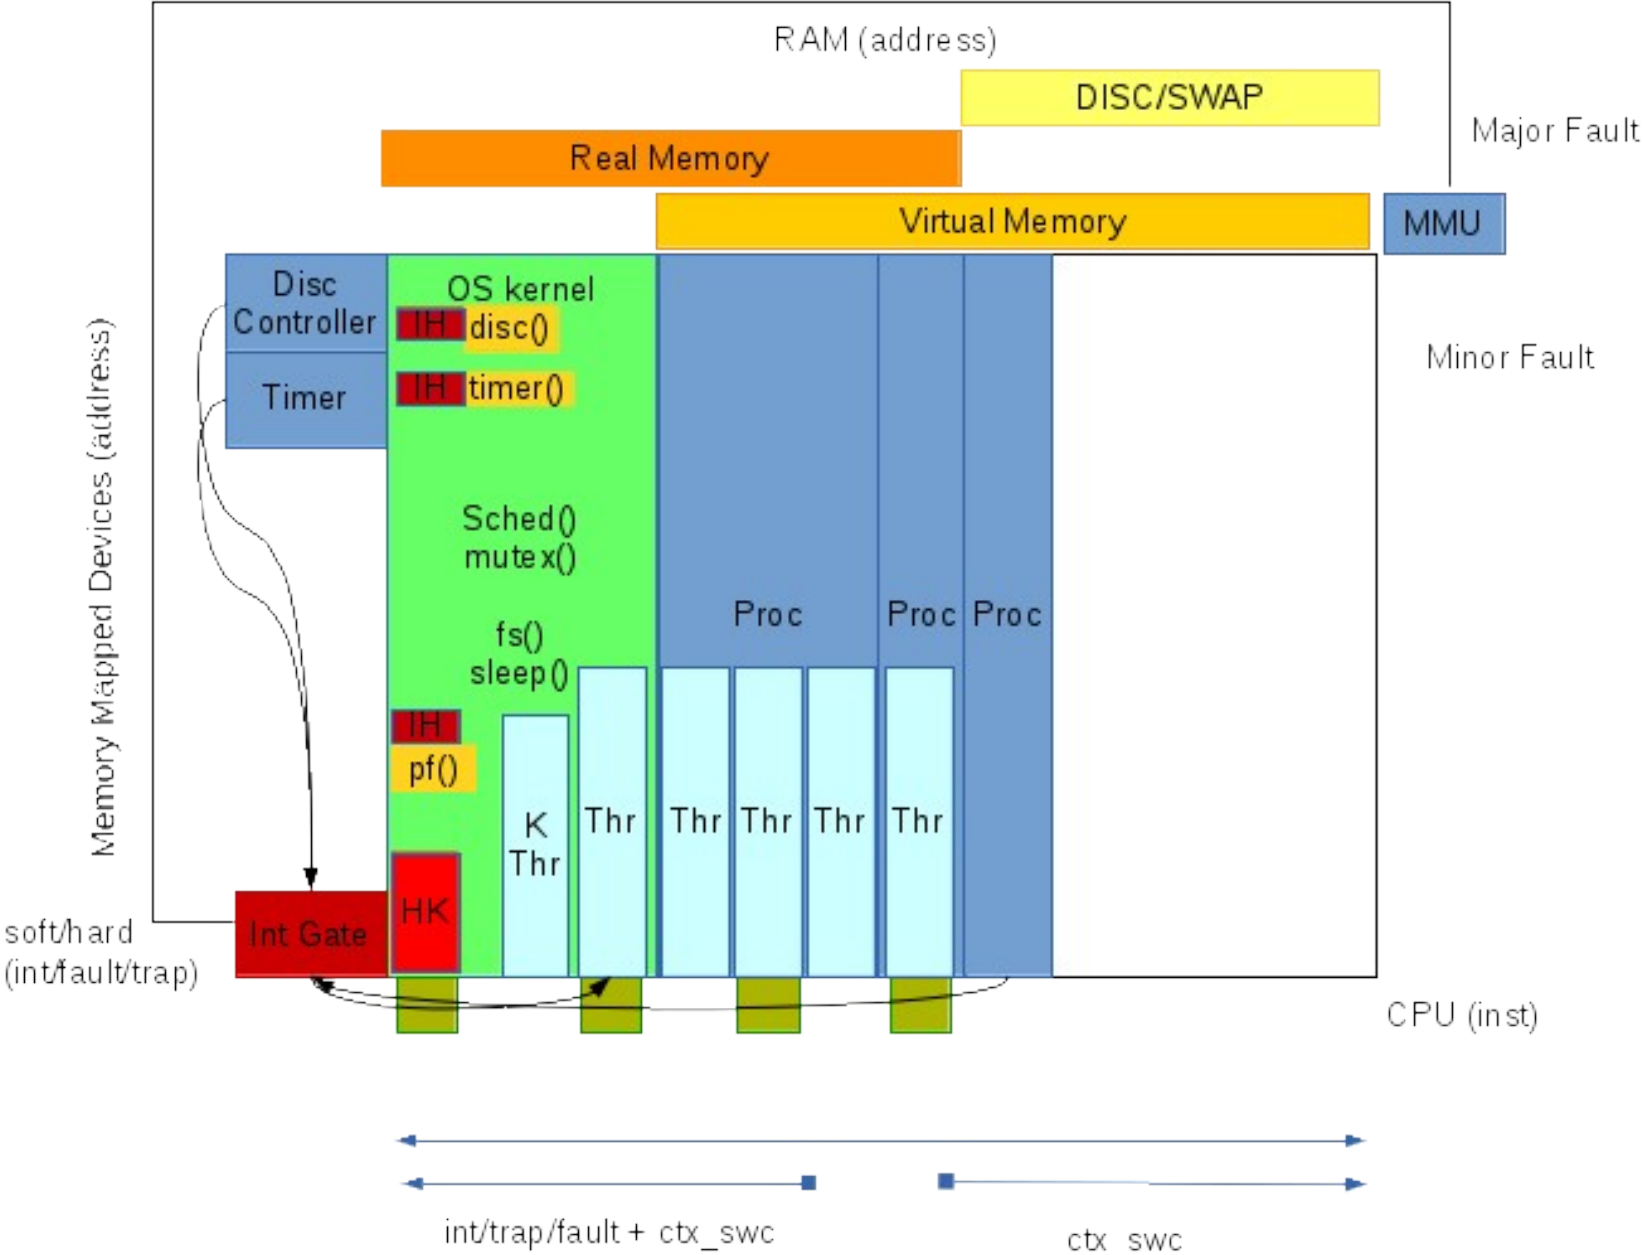 RAM (address)
DISC/SWAP
Major Fault
Real Memory
Virtual Memory
MMU
Disc
Controller
OS kernel
IH
disc()
Minor Fault
Timer
IH
timer()
Memory Mapped Devices (address)
Sched()
mutex()
Proc
Proc
Proc
fs()
sleep()
IH
pf()
K
Thr
Thr
Thr
Thr
Thr
Thr
HK
Int Gate
soft/hard
(int/fault/trap)
CPU (inst)
int/trap/fault + ctx_swc
ctx swc